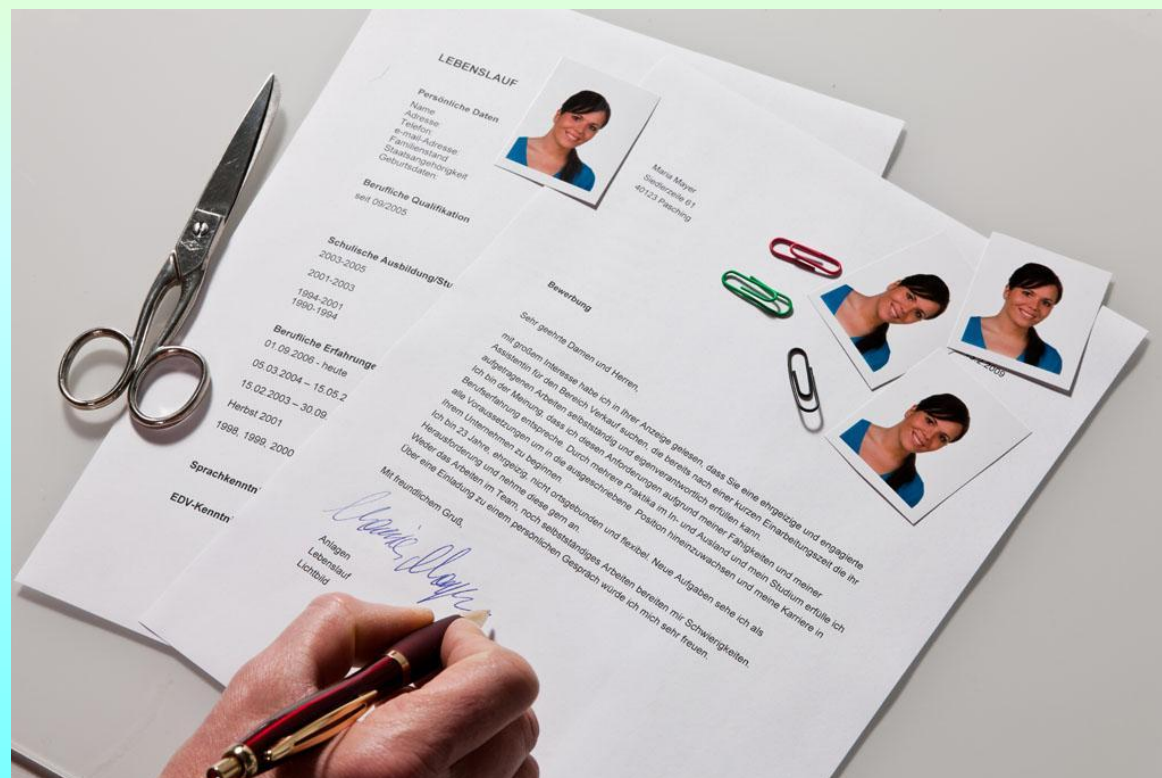 LEBENSLAUF
Persönliche Daten
Name
Adresse:
Telefon:
e-mail-Adresse:
Familienstand
Staatsangehörigkeit
Geburtsdaten:
Berufliche Qualifikation
seit 09/2005
Schulische Ausbildung/Stu
2003-2005
2001-2003
1994-2001
1990-1994
Berufliche Erfahrunge
01.09.2006 - heute
05.03.2004 – 15.05.2
15.02.2003 – 30.09.
Herbst 2001
1998, 1999, 2000
Sprachkenntn
EDV-Kenntn
Maria Mayer
Siedlerzeile 61
40123 Pasching
2009
Bewerbung
Sehr geehrte Damen und Herren,
mit großem Interesse habe ich in Ihrer Anzeige gelesen, dass Sie eine ehrgeizige und engagierte
Assistentin für den Bereich Verkauf suchen, die bereits nach einer kurzen Einarbeitungszeit die ihr
aufgetragenen Arbeiten selbstständig und eigenverantwortlich erfüllen kann.
Ich bin der Meinung, dass ich diesen Anforderungen aufgrund meiner Fähigkeiten und meiner
Berufserfahrung entspreche. Durch mehrere Praktika im In- und Ausland und mein Studium erfülle ich
alle Voraussetzungen um in die ausgeschriebene Position hineinzuwachsen und meine Karriere in
Ihrem Unternehmen zu beginnen.
Ich bin 23 Jahre, ehrgeizig, nicht ortsgebunden und flexibel. Neue Aufgaben sehe ich als
Herausforderung und nehme diese gern an.
Weder das Arbeiten im Team, noch selbstständiges Arbeiten bereiten mir Schwierigkeiten.
Über eine Einladung zu einem persönlichen Gespräch würde ich mich sehr freuen.
Mit freundlichem Gruß,
Anlagen
Lebenslauf
Lichtbild